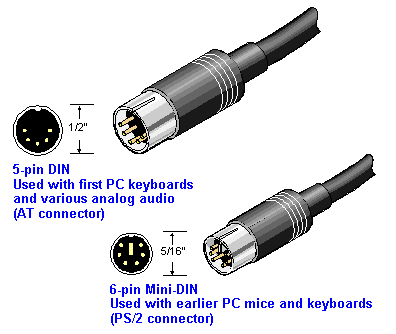 1/2"
5-pin DIN
Used with first PC keyboards
and various analog audio
(AT connector)
5/16"
6-pin Mini-DIN
Used with earlier PC mice and keyboards
(PS/2 connector)